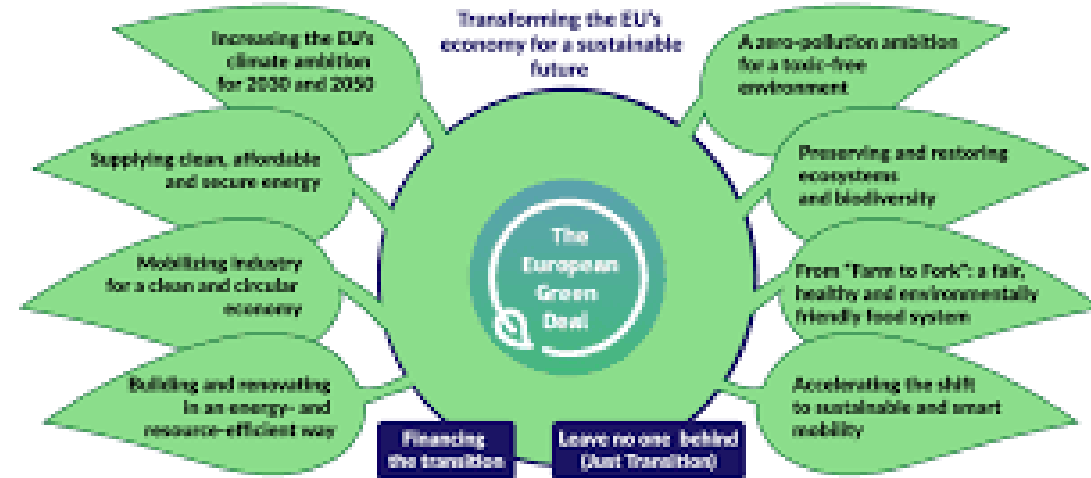 Transforming the EU's
economy for a sustainable
future
Increasing the EU's
climate ambition
for 2030 and 2050
Supplying clean, affordable
and secure energy
Mobilizing industry
for a clean and circular
economy
Building and renovating
in an energy- and
resource-efficient way
A zero-pollution ambition
for a toxic-free
environment
Preserving and restoring
ecosystems
and biodiversity
From "Farm to Fork": a fair,
healthy and environmentally
friendly food system
Accelerating the shift
to sustainable and smart
mobility
The
European
Green
Deal
Financing
the transition
Leave no one behind
(Just Transition)